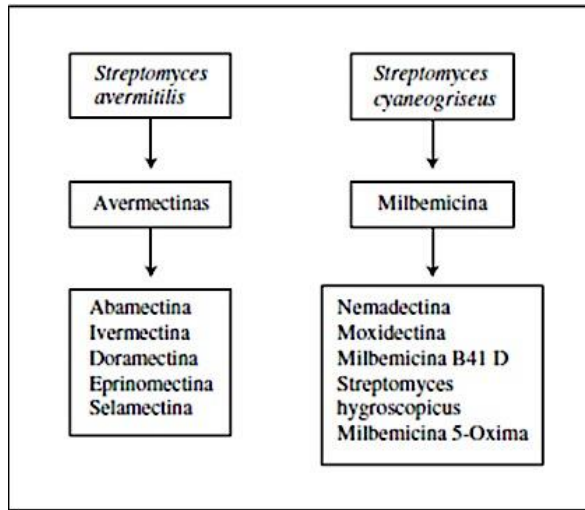 Streptomyces
avermitilis
Avermectinas
Abamectina
Ivermectina
Doramectina
Eprinomectina
Selamectina
Streptomyces
cyaneogriseus
Milbemicina
Nemadectina
Moxidectina
Milbemicina B41 D
Streptomyces
hygroscopicus
Milbemicina 5-Oxima